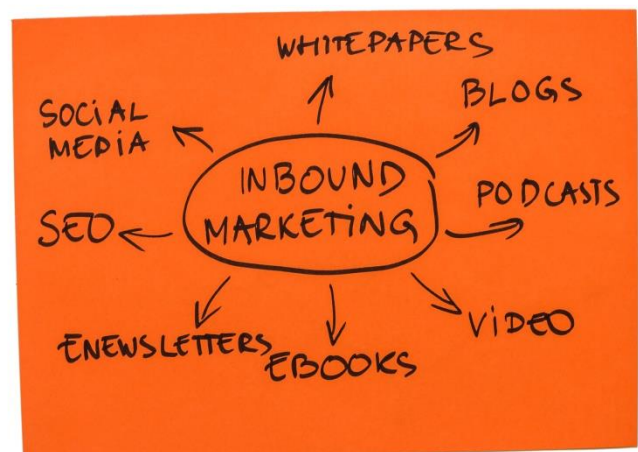 WHITEPAPERS
BLOGS
SOCIAL
MEDIA
INBOUND
MARKETING
PODCASTS
SEO
VIDEO
ENEWSLETTERS
EBOOKS